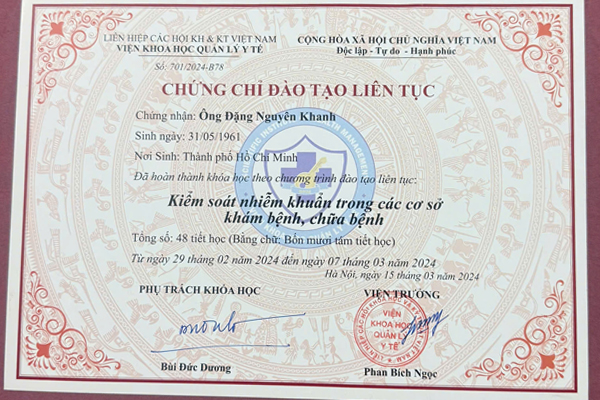 LIÊN HIỆP CÁC HỘI KH & KT VIỆT NAM
VIỆN KHOA HỌC QUẢN LÝ Y TẾ
CỘNG HÒA XÃ HỘI CHỦ NGHĨA VIỆT NAM
Độc lập - Tự do - Hạnh phúc
Số: 701/2024-B78
CHỨNG CHỈ ĐÀO TẠO LIÊN TỤC
Chứng nhận: Ông Đặng Nguyên Khanh
Sinh ngày: 31/05/1961
Nơi Sinh: Thành phố Hồ Chí Minh
Đã hoàn thành khóa học theo chương trình đào tạo liên tục:
Kiểm soát nhiễm khuẩn trong các cơ sở
khám bệnh, chữa bệnh
Tổng số: 48 tiết học (Bằng chữ: Bốn mươi tám tiết học)
Từ ngày 29 tháng 02 năm 2024 đến ngày 07 tháng 03 năm 2024
Hà Nội, ngày 15 tháng 03 năm 2024
PHỤ TRÁCH KHÓA HỌC
VIỆN TRƯỞNG
VIỆN
KHOA HỌC
QUẢN LÝ
Y TẾ
Bùi Đức Dương
Phan Bích Ngọc